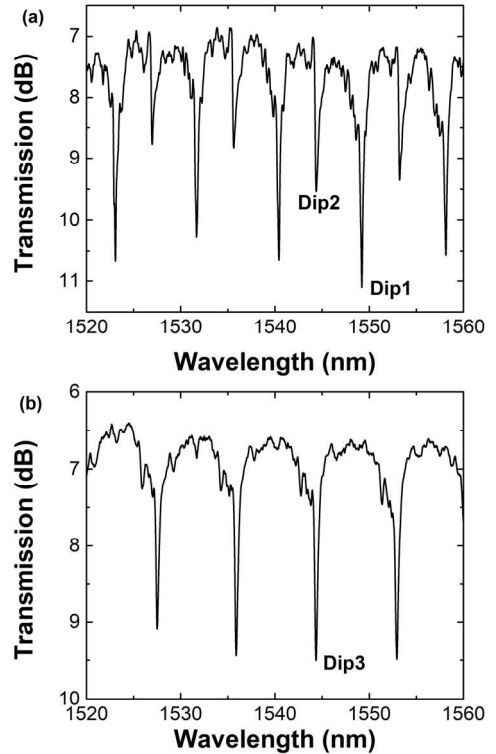 (a)
7
8
9
10
11
Transmission (dB)
Dip2
Dip1
1520 1530 1540 1550 1560
Wavelength (nm)
(b)
6
7
8
9
10
Transmission (dB)
Dip3
1520 1530 1540 1550 1560
Wavelength (nm)